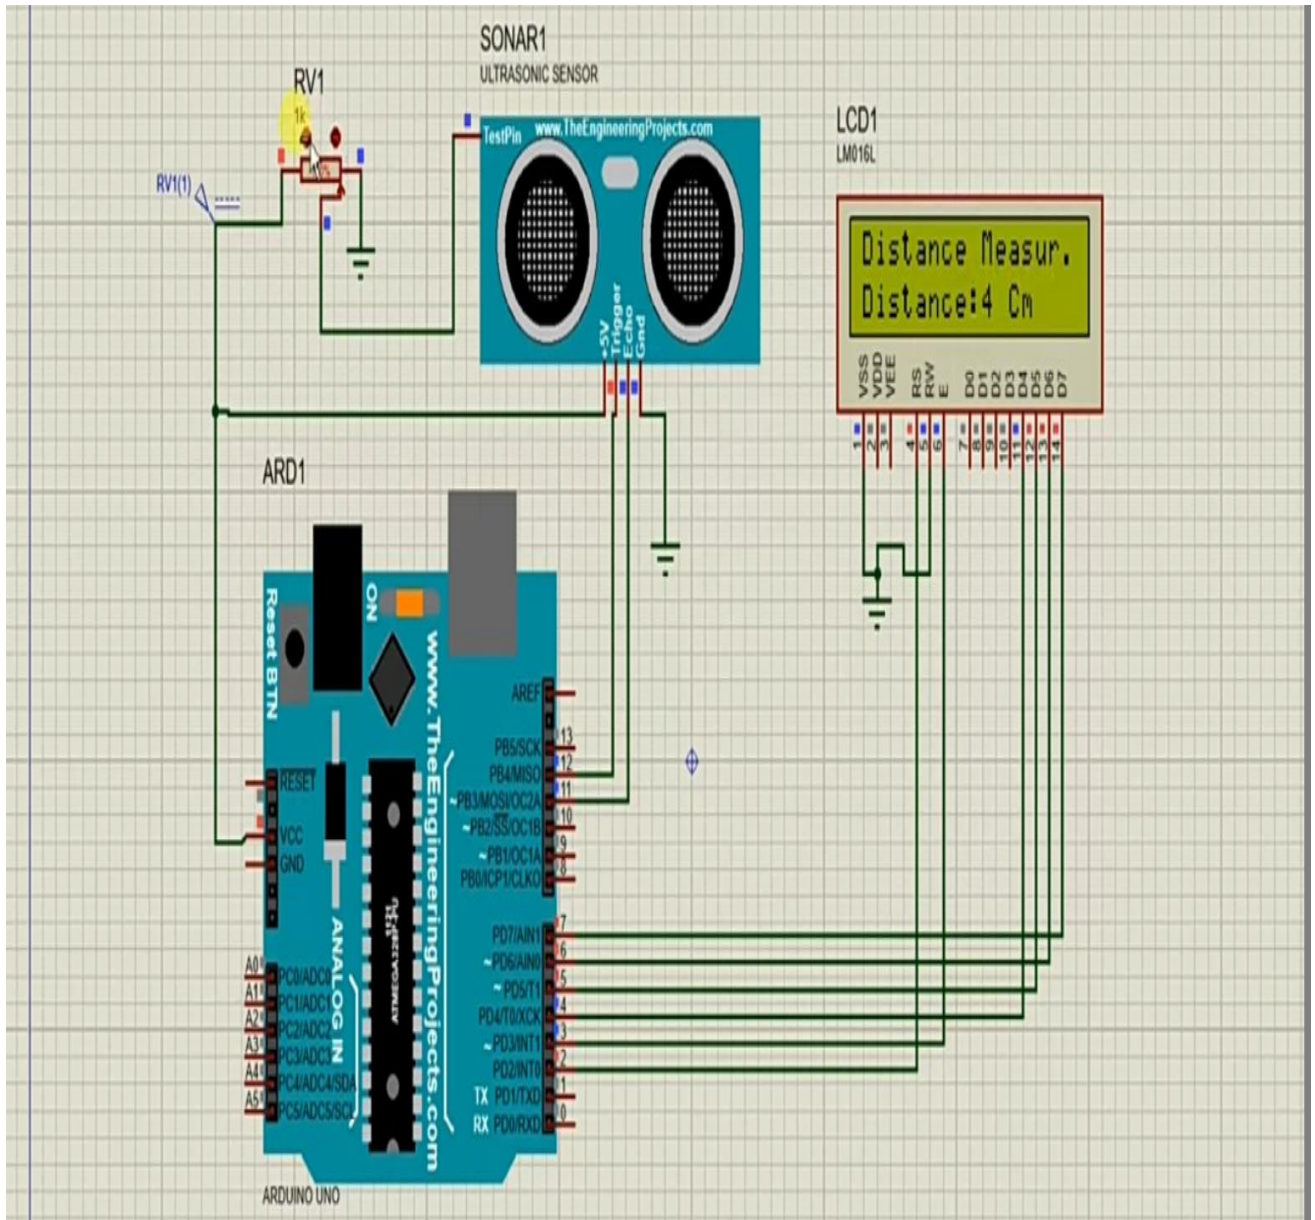 SONAR1
ULTRASONIC SENSOR
RV1
1k
RV1(1)
TestPin
www.TheEngineeringProjects.com
+5V
Trigger
Echo
Gnd
LCD1
LM016L
Distance Measur.
Distance:4 Cm
VSS
VDD
VEE
RS
RW
E
D0
D1
D2
D3
D4
D5
D6
D7
1
2
3
4
5
6
7
8
9
10
11
12
13
14
ARD1
Reset BTN
ON
www.TheEngineeringProjects.com
RESET
VCC
GND
ANALOG IN
A0 PC0/ADC0
A1 PC1/ADC1
A2 PC2/ADC2
A3 PC3/ADC3
A4 PC4/ADC4/SDA
A5 PC5/ADC5/SCL
AREF
PB5/SCK 13
PB4/MISO 12
~PB3/MOSI/OC2A 11
~PB2/SS/OC1B 10
~PB1/OC1A 9
PB0/ICP1/CLKO 8
PD7/AIN1 7
~PD6/AIN0 6
~PD5/T1 5
PD4/T0/XCK 4
~PD3/INT1 3
PD2/INT0 2
TX PD1/TXD 1
RX PD0/RXD 0
ARDUINO UNO